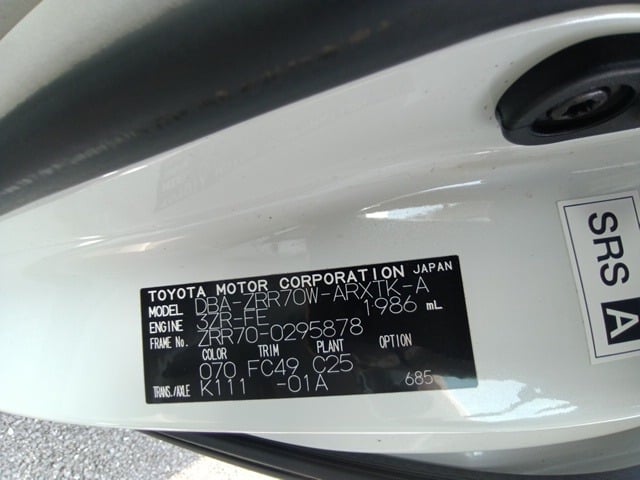 TOYOTA MOTOR CORPORATION JAPAN
MODEL DBA-ZRR70W-ARXTK-A
ENGINE 3ZR-FE 1986 mL
FRAME No. ZRR70-0295878
COLOR TRIM PLANT OPTION
070 FC49 C25
TRANS./AXLE K111 -01A 685
SRS A